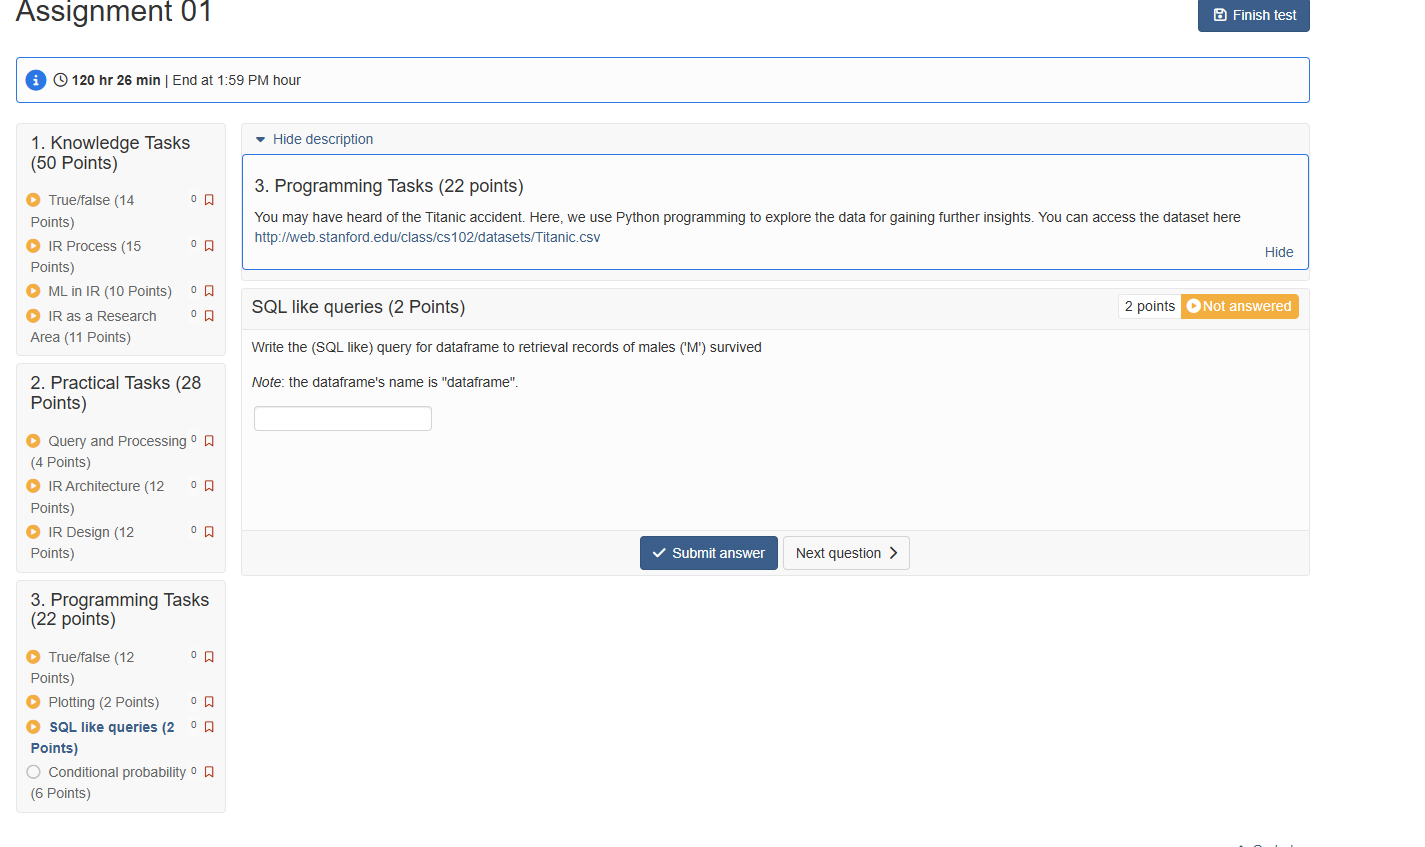 Assignment 01
Finish test
120 hr 26 min | End at 1:59 PM hour
1. Knowledge Tasks
(50 Points)
True/false (14
Points)
0
IR Process (15
Points)
0
ML in IR (10 Points)
0
IR as a Research
Area (11 Points)
0
2. Practical Tasks (28
Points)
Query and Processing
(4 Points)
0
IR Architecture (12
Points)
0
IR Design (12
Points)
0
3. Programming Tasks
(22 points)
True/false (12
Points)
0
Plotting (2 Points)
0
SQL like queries (2
Points)
0
Conditional probability
(6 Points)
0
Hide description
3. Programming Tasks (22 points)
You may have heard of the Titanic accident. Here, we use Python programming to explore the data for gaining further insights. You can access the dataset here
http://web.stanford.edu/class/cs102/datasets/Titanic.csv
Hide
SQL like queries (2 Points)
2 points
Not answered
Write the (SQL like) query for dataframe to retrieval records of males ('M') survived
Note: the dataframe's name is "dataframe".
Submit answer
Next question